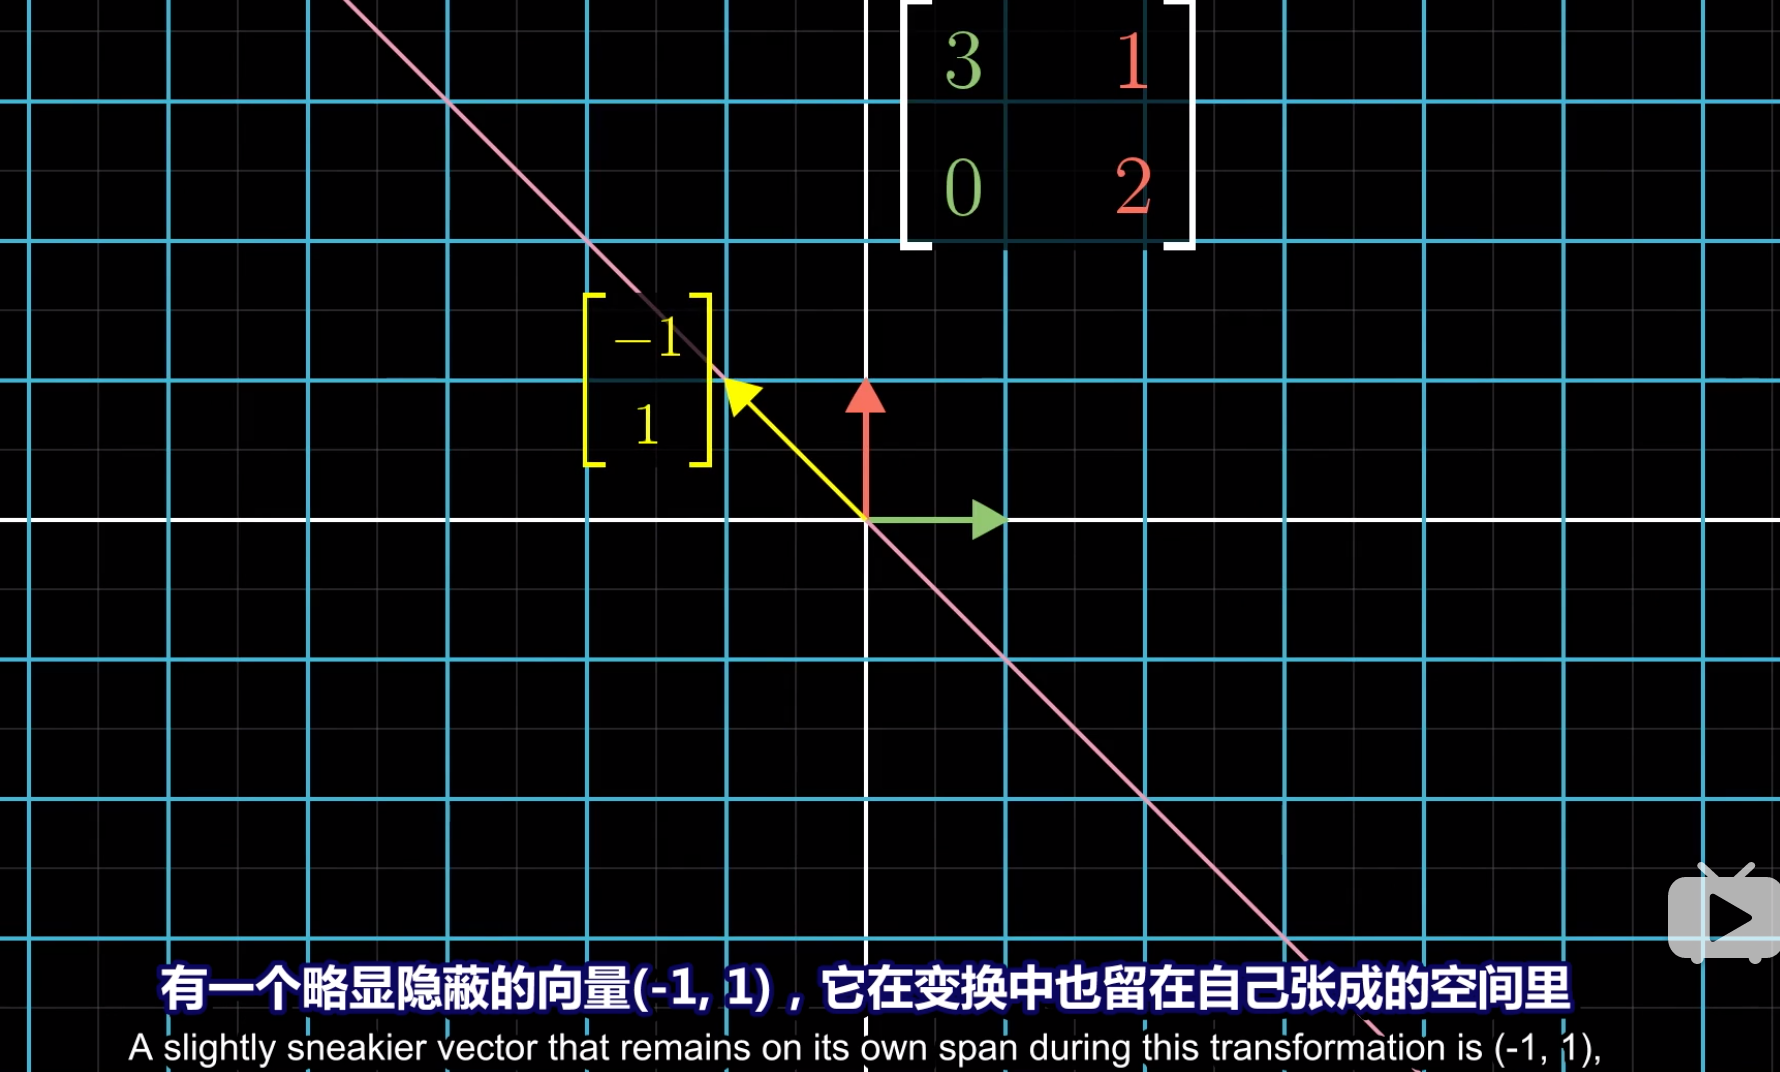 3 1
0 2
−1
1
有一个略显隐蔽的向量(-1, 1)，它在变换中也留在自己张成的空间里
A slightly sneakier vector that remains on its own span during this transformation is (-1, 1),